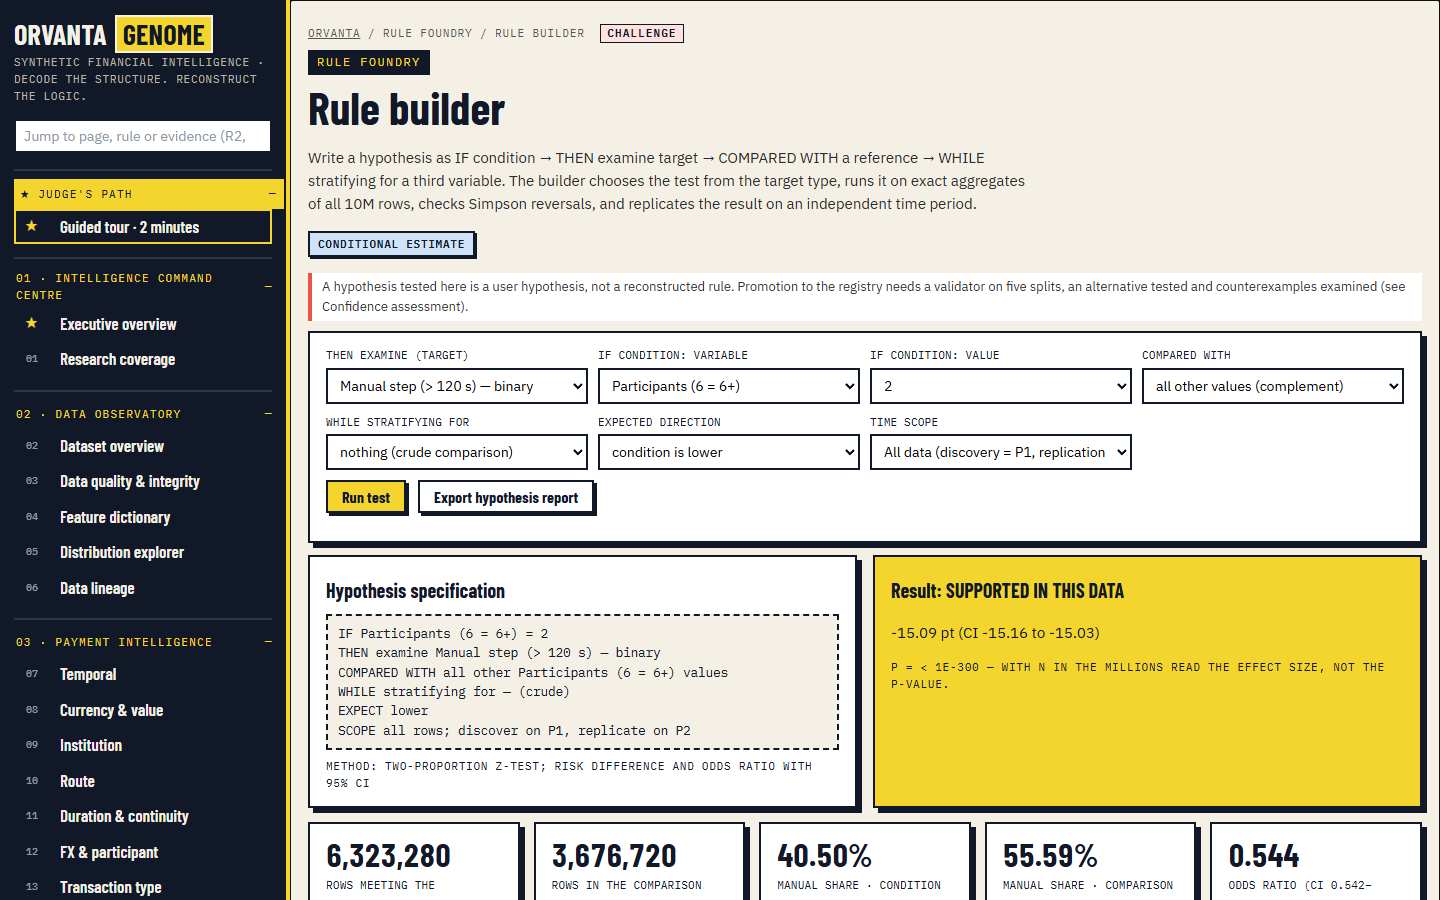 ORVANTA GENOME
SYNTHETIC FINANCIAL INTELLIGENCE ·
DECODE THE STRUCTURE. RECONSTRUCT
THE LOGIC.
Jump to page, rule or evidence (R2,
★ JUDGE'S PATH –
★ Guided tour · 2 minutes
01 · INTELLIGENCE COMMAND
CENTRE –
★ Executive overview
01 Research coverage
02 · DATA OBSERVATORY –
02 Dataset overview
03 Data quality & integrity
04 Feature dictionary
05 Distribution explorer
06 Data lineage
03 · PAYMENT INTELLIGENCE –
07 Temporal
08 Currency & value
09 Institution
10 Route
11 Duration & continuity
12 FX & participant
13 Transaction type
ORVANTA / RULE FOUNDRY / RULE BUILDER CHALLENGE
RULE FOUNDRY
Rule builder
Write a hypothesis as IF condition → THEN examine target → COMPARED WITH a reference → WHILE
stratifying for a third variable. The builder chooses the test from the target type, runs it on exact aggregates
of all 10M rows, checks Simpson reversals, and replicates the result on an independent time period.
CONDITIONAL ESTIMATE
A hypothesis tested here is a user hypothesis, not a reconstructed rule. Promotion to the registry needs a validator on five splits, an alternative tested and counterexamples examined (see
Confidence assessment).
THEN EXAMINE (TARGET) IF CONDITION: VARIABLE IF CONDITION: VALUE COMPARED WITH
Manual step (> 120 s) — binary Participants (6 = 6+) 2 all other values (complement)
WHILE STRATIFYING FOR EXPECTED DIRECTION TIME SCOPE
nothing (crude comparison) condition is lower All data (discovery = P1, replication
Run test Export hypothesis report
Hypothesis specification
IF Participants (6 = 6+) = 2
THEN examine Manual step (> 120 s) — binary
COMPARED WITH all other Participants (6 = 6+) values
WHILE stratifying for — (crude)
EXPECT lower
SCOPE all rows; discover on P1, replicate on P2
METHOD: TWO-PROPORTION Z-TEST; RISK DIFFERENCE AND ODDS RATIO WITH
95% CI
Result: SUPPORTED IN THIS DATA
-15.09 pt (CI -15.16 to -15.03)
P = < 1E-300 — WITH N IN THE MILLIONS READ THE EFFECT SIZE, NOT THE
P-VALUE.
6,323,280
ROWS MEETING THE
3,676,720
ROWS IN THE COMPARISON
40.50%
MANUAL SHARE · CONDITION
55.59%
MANUAL SHARE · COMPARISON
0.544
ODDS RATIO (CI 0.542–